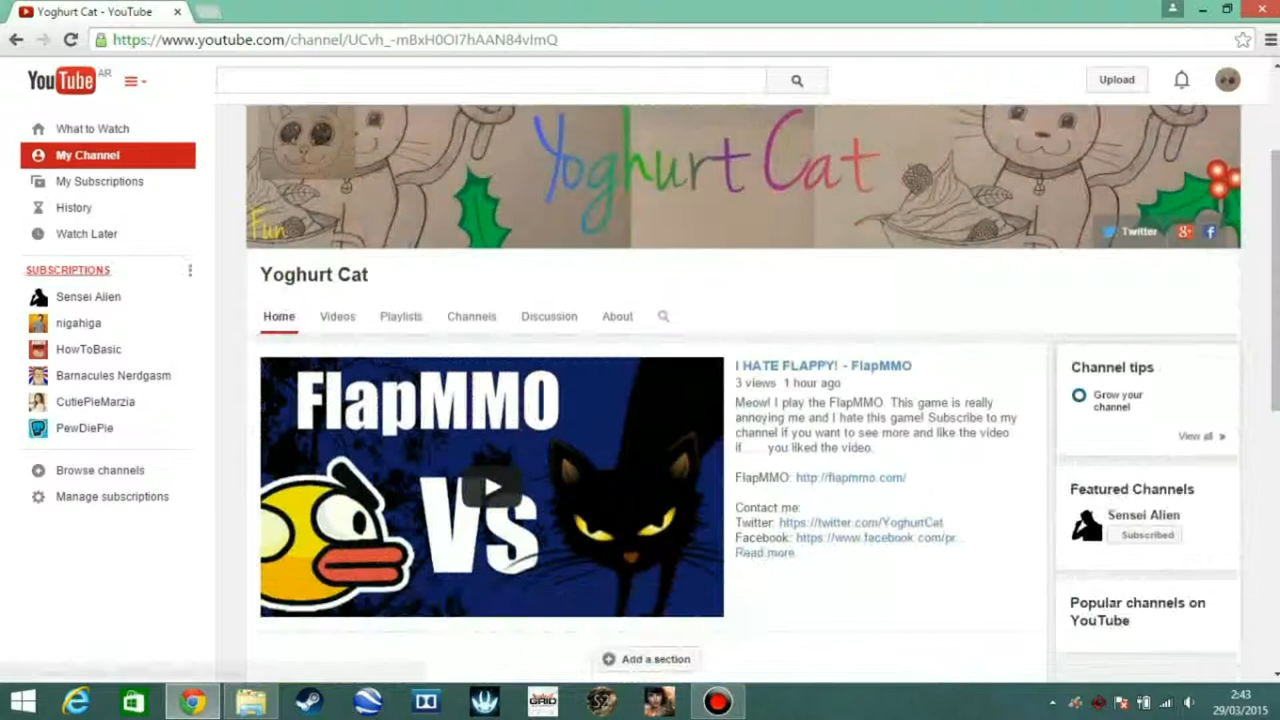 Yoghurt Cat - YouTube
https://www.youtube.com/channel/UCvh_-mBxH0OI7hAAN84vImQ
YouTube AR
Upload
What to Watch
My Channel
My Subscriptions
History
Watch Later
SUBSCRIPTIONS
Sensei Alien
nigahiga
HowToBasic
Barnacules Nerdgasm
CutiePieMarzia
PewDiePie
Browse channels
Manage subscriptions
Yoghurt Cat
Fun
Twitter
Yoghurt Cat
Home Videos Playlists Channels Discussion About
FlapMMO
Vs
I HATE FLAPPY! - FlapMMO
3 views 1 hour ago
Meow! I play the FlapMMO. This game is really
annoying me and I hate this game! Subscribe to my
channel if you want to see more and like the video
if you liked the video.
FlapMMO: http://flapmmo.com/
Contact me:
Twitter: https://twitter.com/YoghurtCat
Facebook: https://www.facebook.com/pr...
Read more
Add a section
Channel tips
Grow your
channel
View all »
Featured Channels
Sensei Alien
Subscribed
Popular channels on
YouTube
GRID
2:43
29/03/2015